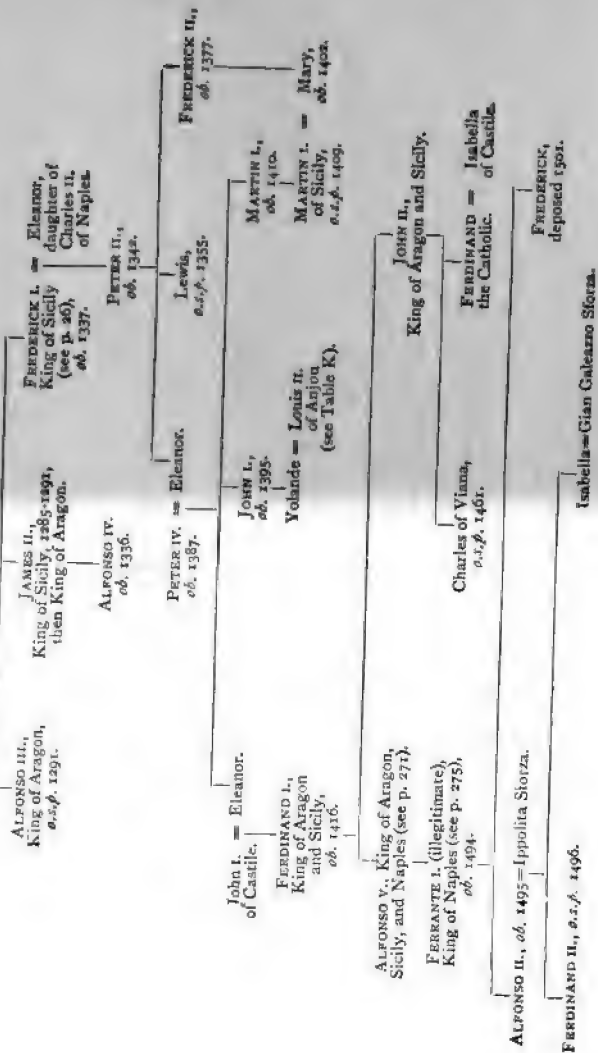 ALFONSO III.,
King of Aragon,
o.s.p. 1291.
JAMES II.,
King of Sicily, 1285-1291,
then King of Aragon.
FREDERICK I. = Eleanor,
King of Sicily daughter of
(see p. 26), Charles II.
ob. 1337. of Naples.
ALFONSO IV.
ob. 1336.
PETER II.,
ob. 1342.
PETER IV. = Eleanor.
ob. 1387.
Lewis,
o.s.p. 1355.
FREDERICK II.,
ob. 1377.
John I. = Eleanor.
of Castile.
JOHN I.,
ob. 1395.
MARTIN I.,
ob. 1410.
FERDINAND I.,
King of Aragon
and Sicily,
ob. 1416.
Yolande = Louis II.
of Anjou
(see Table K).
MARTIN I. = Mary,
of Sicily, ob. 1402.
o.s.p. 1409.
ALFONSO V., King of Aragon,
Sicily, and Naples (see p. 271).
JOHN II.,
King of Aragon and Sicily.
FERRANTE I. (illegitimate),
King of Naples (see p. 275),
ob. 1494.
Charles of Viana,
o.s.p. 1461.
FERDINAND = Isabella
the Catholic. of Castile.
ALFONSO II., ob. 1495=Ippolita Sforza.
FREDERICK,
deposed 1501.
FERDINAND II., o.s.p. 1496.
Isabella=Gian Galeazzo Sforza.